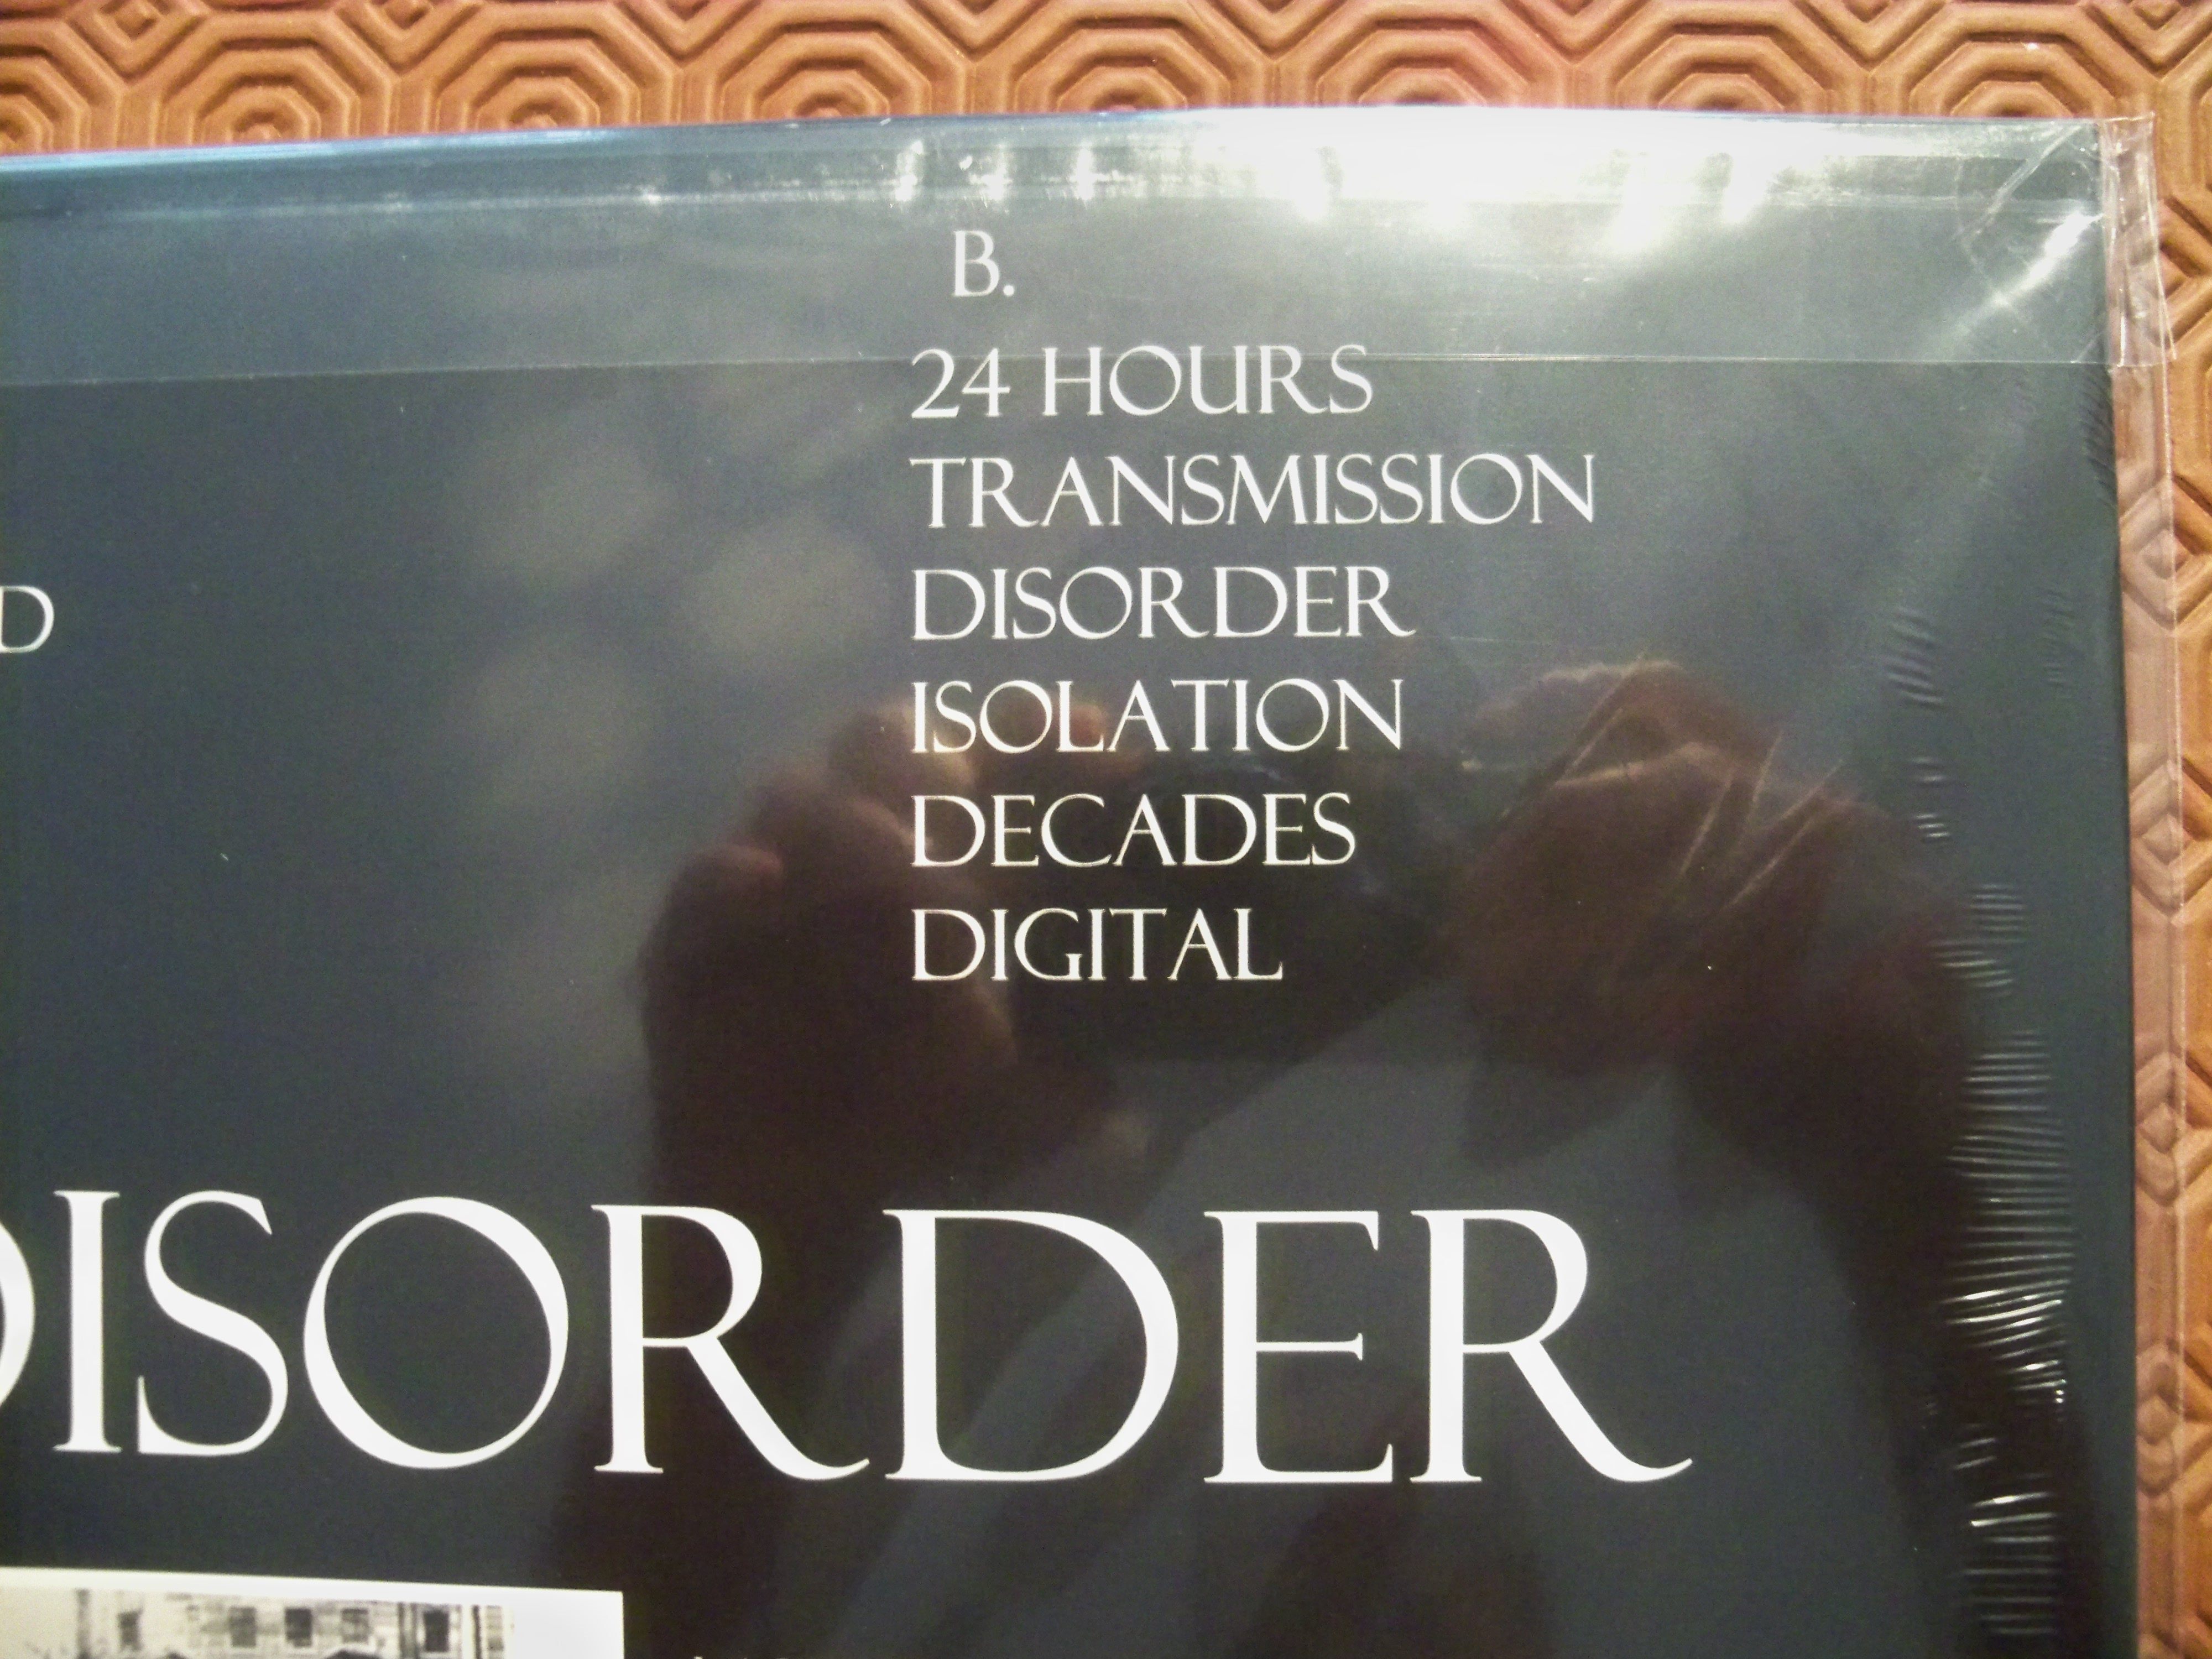 B.
24 HOURS
TRANSMISSION
D
DISORDER
ISOLATION
DECADES
DIGITAL
DISORDER